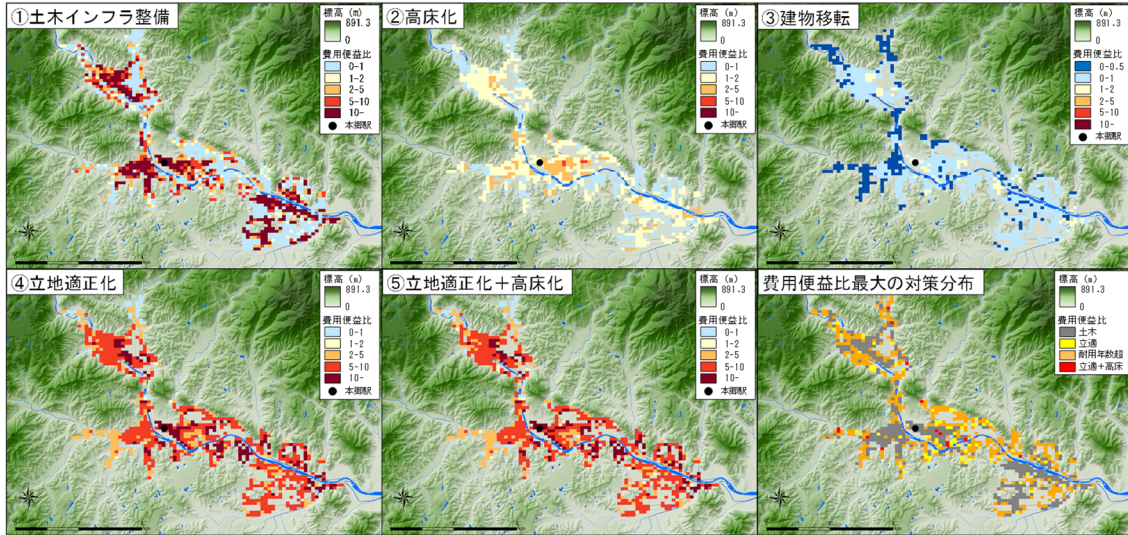 ①土木インフラ整備
標高 (m)
891.3
0
費用便益比
0-1
1-2
2-5
5-10
10-
本郷駅
②高床化
標高 (m)
891.3
0
費用便益比
0-1
1-2
2-5
5-10
10-
本郷駅
③建物移転
標高 (m)
891.3
0
費用便益比
0-0.5
0-1
1-2
2-5
5-10
10-
本郷駅
④立地適正化
標高 (m)
891.3
0
費用便益比
0-1
1-2
2-5
5-10
10-
本郷駅
⑤立地適正化＋高床化
標高 (m)
891.3
0
費用便益比
0-1
1-2
2-5
5-10
10-
本郷駅
費用便益比最大の対策分布
標高 (m)
891.3
0
費用便益比
土木
立適
耐用年数超
立適＋高床
本郷駅